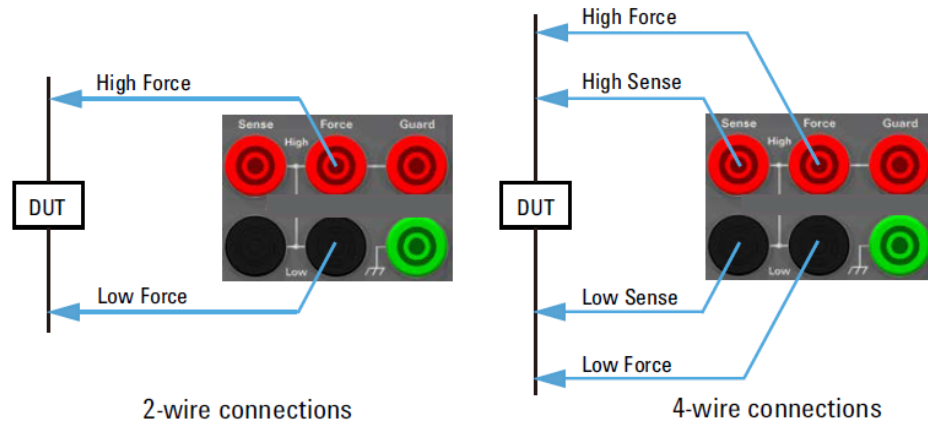 High Force
Sense Force Guard
High
DUT
Low
Low Force
2-wire connections
High Force
High Sense
Sense Force Guard
High
DUT
Low
Low Sense
Low Force
4-wire connections